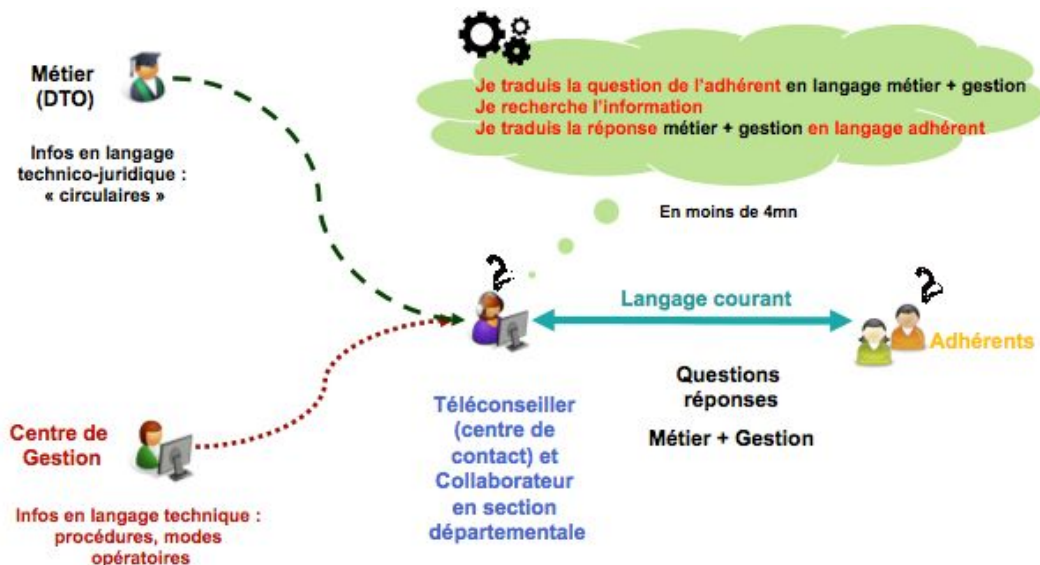 Métier
(DTO)
Infos en langage
technico-juridique :
« circulaires »
Je traduis la question de l'adhérent en langage métier + gestion
Je recherche l'information
Je traduis la réponse métier + gestion en langage adhérent
En moins de 4mn
?
?
Langage courant
Adhérents
Questions
réponses
Métier + Gestion
Téléconseiller
(centre de
contact) et
Collaborateur
en section
départementale
Centre de
Gestion
Infos en langage technique :
procédures, modes
opératoires